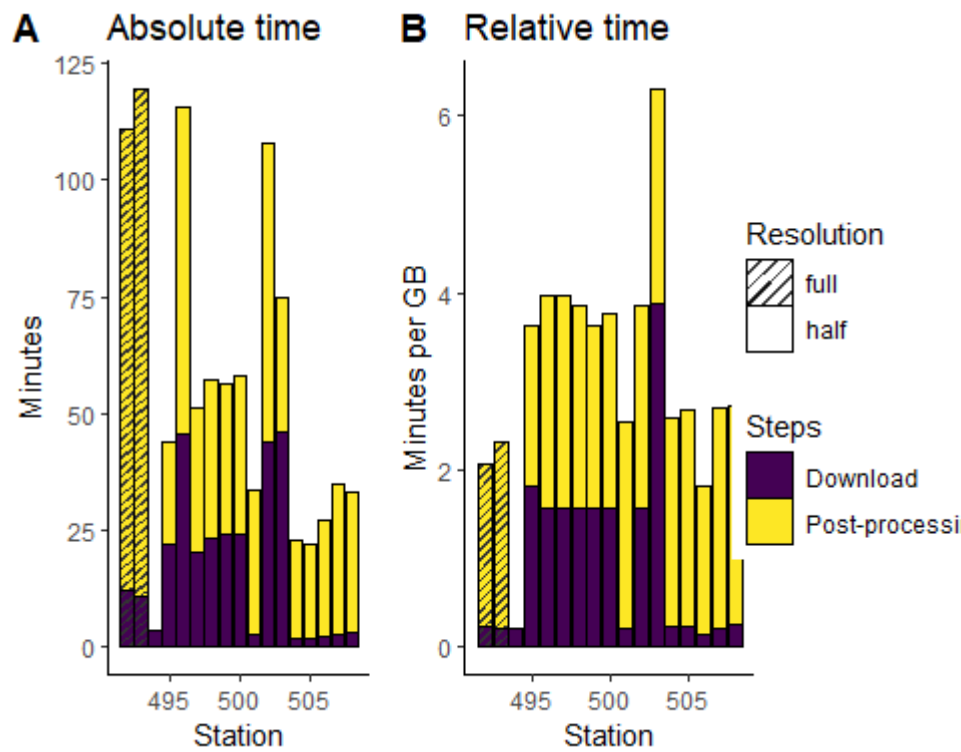 A Absolute time
B Relative time
125
100
75
50
25
0
Minutes
495 500 505
Station
6
4
2
0
Minutes per GB
495 500 505
Station
Resolution
full
half
Steps
Download
Post-processi